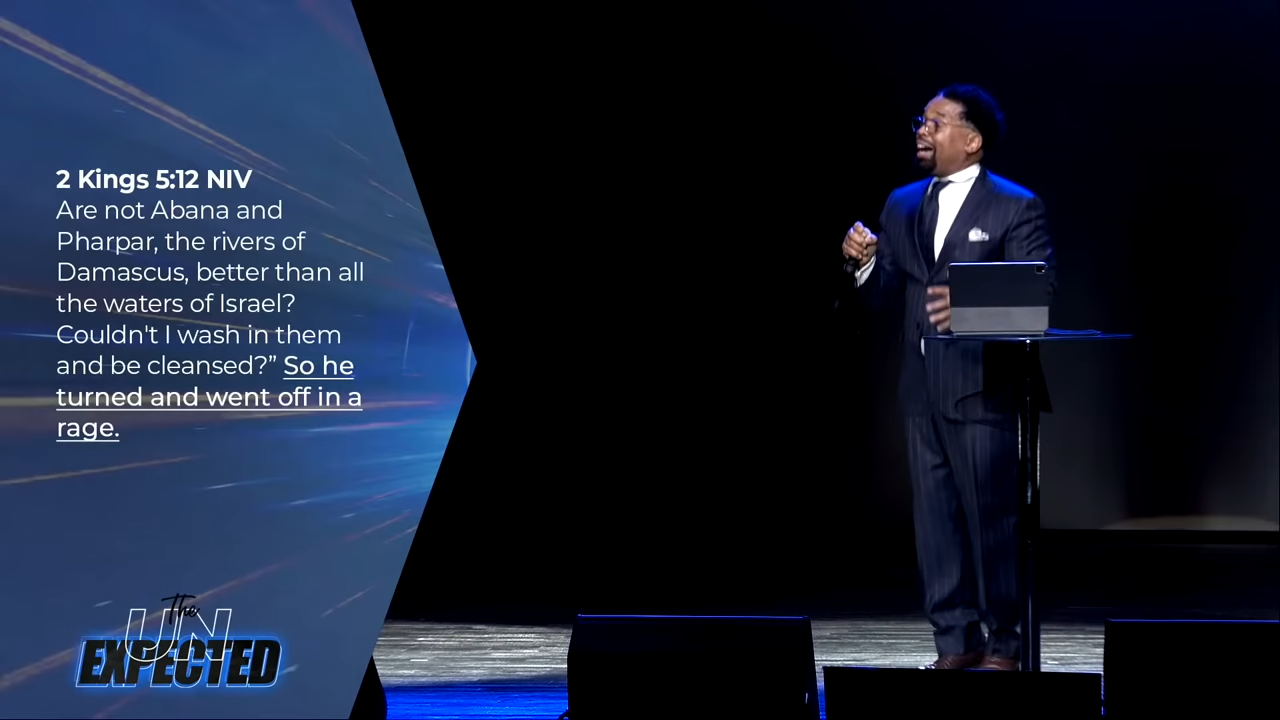 2 Kings 5:12 NIV
Are not Abana and
Pharpar, the rivers of
Damascus, better than all
the waters of Israel?
Couldn't I wash in them
and be cleansed?” So he
turned and went off in a
rage.
The
UN
EXPECTED